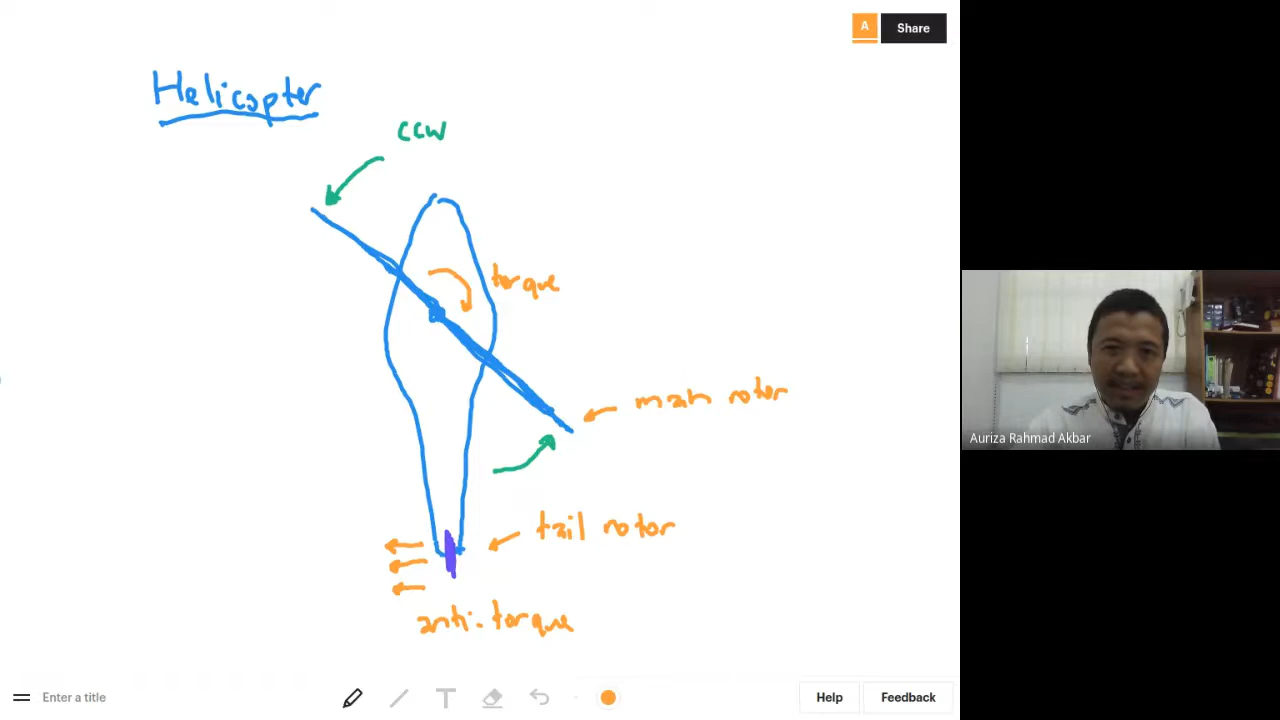 A
Share
Helicopter
CCW
torque
main rotor
Auriza Rahmad Akbar
tail rotor
anti-torque
Enter a title
T
Help
Feedback